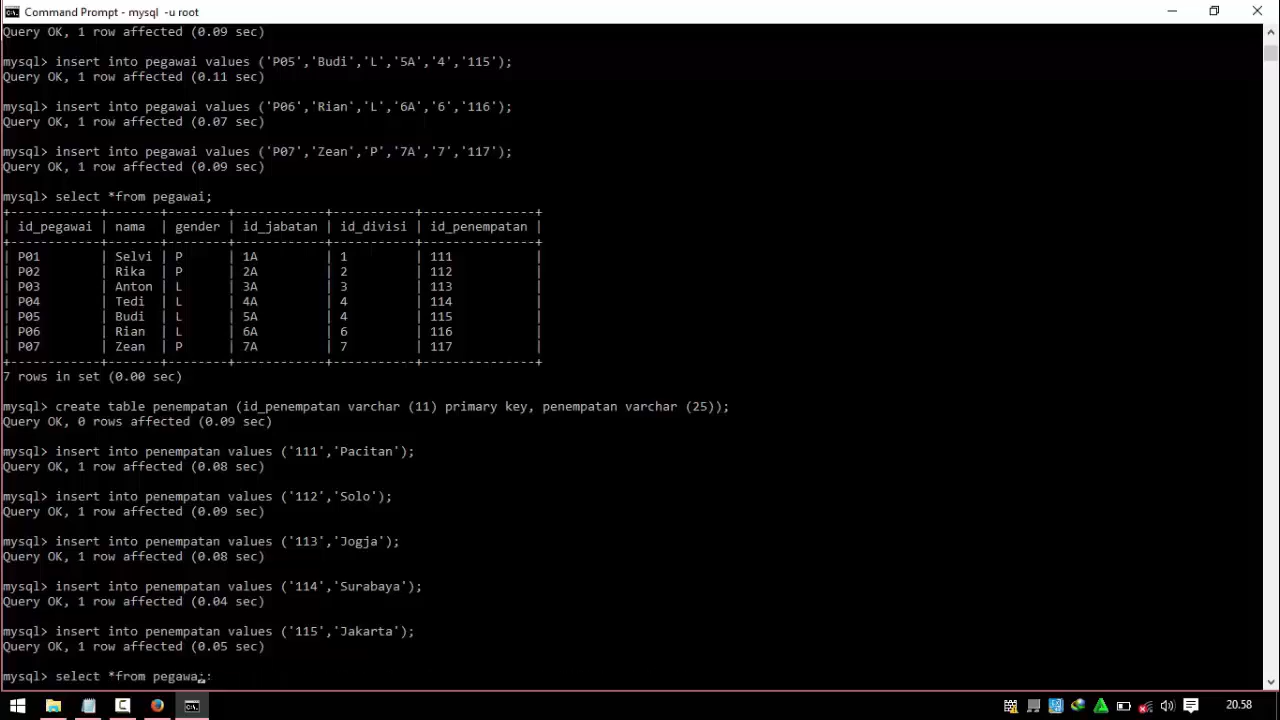 Command Prompt - mysql -u root
Query OK, 1 row affected (0.09 sec)
mysql> insert into pegawai values ('P05','Budi','L','5A','4','115');
Query OK, 1 row affected (0.11 sec)
mysql> insert into pegawai values ('P06','Rian','L','6A','6','116');
Query OK, 1 row affected (0.07 sec)
mysql> insert into pegawai values ('P07','Zean','P','7A','7','117');
Query OK, 1 row affected (0.09 sec)
mysql> select *from pegawai;
+------------+-------+--------+------------+-----------+---------------+
| id_pegawai | nama  | gender | id_jabatan | id_divisi | id_penempatan |
+------------+-------+--------+------------+-----------+---------------+
| P01        | Selvi | P      | 1A         | 1         | 111           |
| P02        | Rika  | P      | 2A         | 2         | 112           |
| P03        | Anton | L      | 3A         | 3         | 113           |
| P04        | Tedi  | L      | 4A         | 4         | 114           |
| P05        | Budi  | L      | 5A         | 4         | 115           |
| P06        | Rian  | L      | 6A         | 6         | 116           |
| P07        | Zean  | P      | 7A         | 7         | 117           |
+------------+-------+--------+------------+-----------+---------------+
7 rows in set (0.00 sec)
mysql> create table penempatan (id_penempatan varchar (11) primary key, penempatan varchar (25));
Query OK, 0 rows affected (0.09 sec)
mysql> insert into penempatan values ('111','Pacitan');
Query OK, 1 row affected (0.08 sec)
mysql> insert into penempatan values ('112','Solo');
Query OK, 1 row affected (0.09 sec)
mysql> insert into penempatan values ('113','Jogja');
Query OK, 1 row affected (0.08 sec)
mysql> insert into penempatan values ('114','Surabaya');
Query OK, 1 row affected (0.04 sec)
mysql> insert into penempatan values ('115','Jakarta');
Query OK, 1 row affected (0.05 sec)
mysql> select *from
20.58